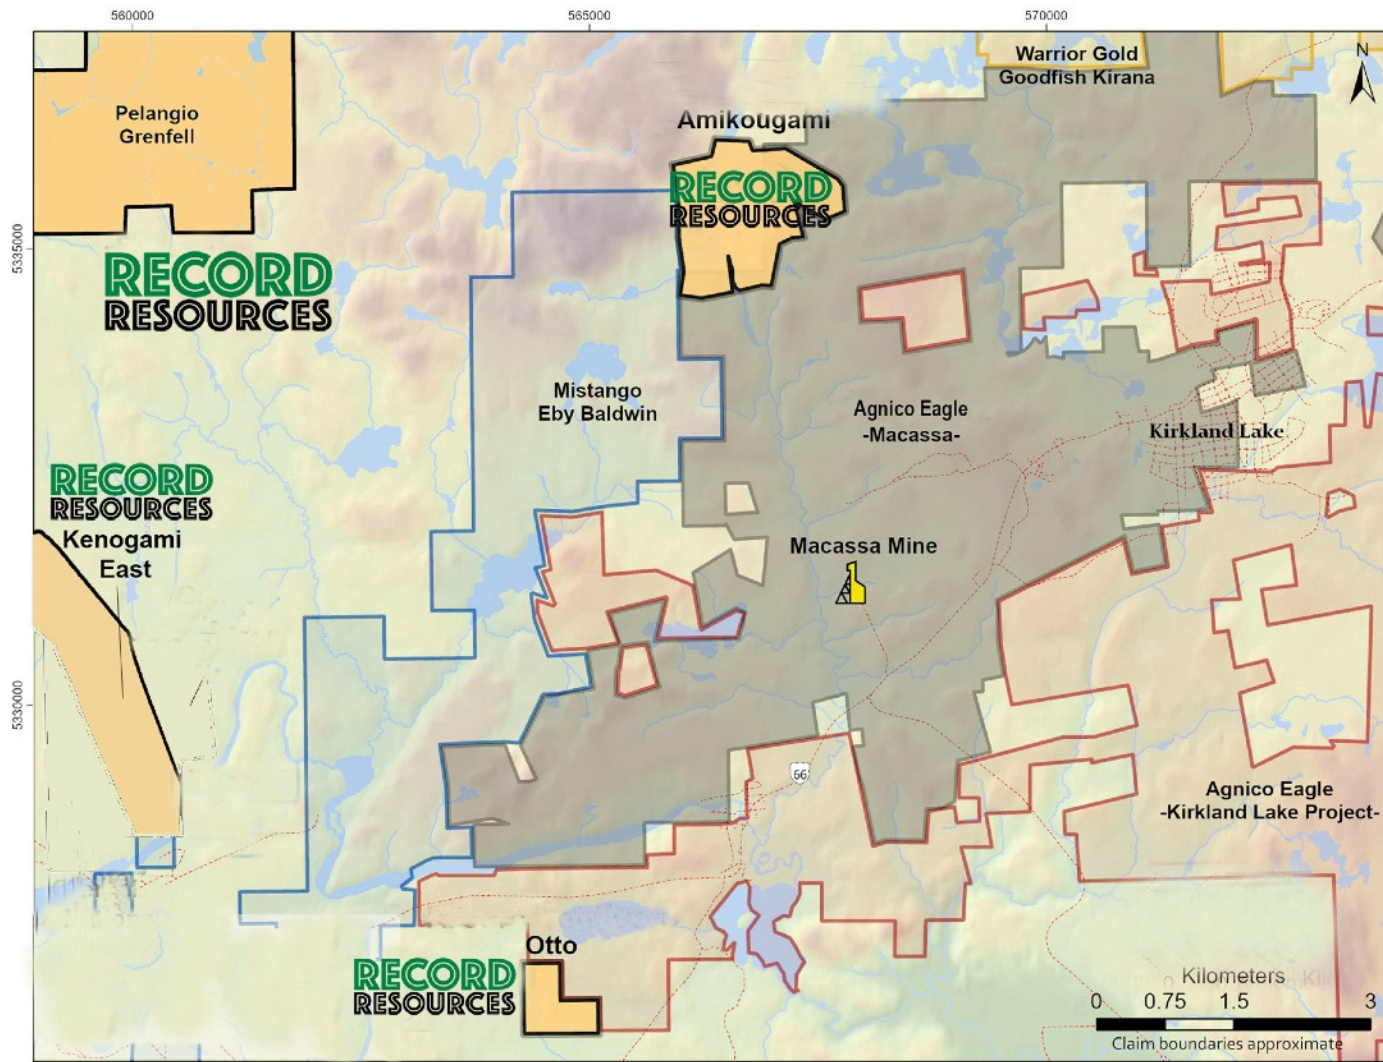 560000
565000
570000
Warrior Gold
Goodfish Kirana
N
Pelangio
Grenfell
Amikougami
RECORD
RESOURCES
5335000
RECORD
RESOURCES
Mistango
Eby Baldwin
Agnico Eagle
-Macassa-
Kirkland Lake
RECORD
RESOURCES
Kenogami
East
Macassa Mine
5330000
66
Agnico Eagle
-Kirkland Lake Project-
Otto
RECORD
RESOURCES
Kilometers
0 0.75 1.5 3
Claim boundaries approximate